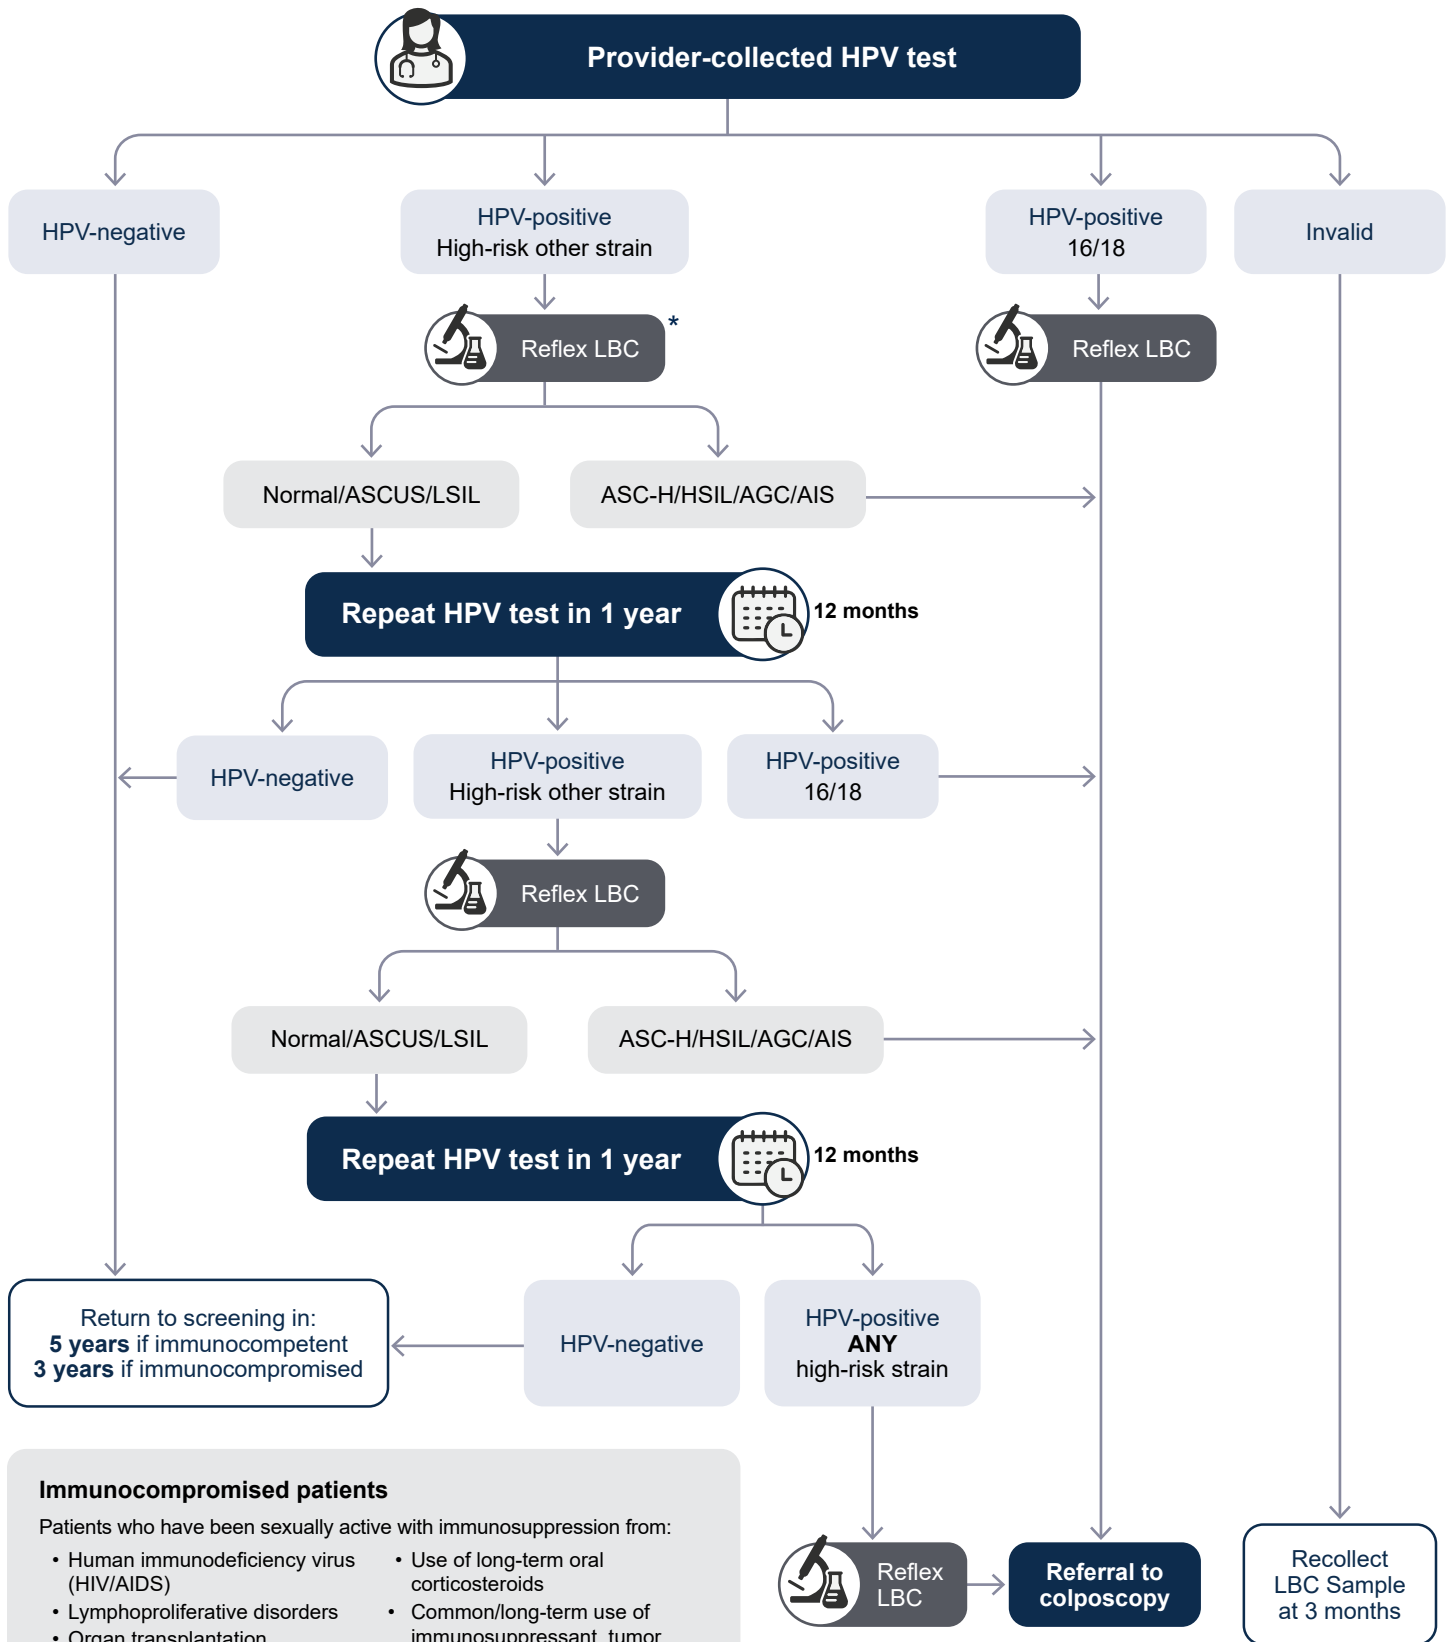 Provider-collected HPV test
HPV-negative
HPV-positive
High-risk other strain
HPV-positive
16/18
Invalid
Reflex LBC
*
Reflex LBC
Normal/ASCUS/LSIL
ASC-H/HSIL/AGC/AIS
Repeat HPV test in 1 year
12 months
HPV-negative
HPV-positive
High-risk other strain
HPV-positive
16/18
Reflex LBC
Normal/ASCUS/LSIL
ASC-H/HSIL/AGC/AIS
Repeat HPV test in 1 year
12 months
Return to screening in:
5 years if immunocompetent
3 years if immunocompromised
HPV-negative
HPV-positive
ANY
high-risk strain
Immunocompromised patients
Patients who have been sexually active with immunosuppression from:
• Human immunodeficiency virus
(HIV/AIDS)
• Lymphoproliferative disorders
• Organ transplantation
• Use of long-term oral
corticosteroids
• Common/long-term use of
immunosuppressant, tumor
Reflex
LBC
Referral to
colposcopy
Recollect
LBC Sample
at 3 months